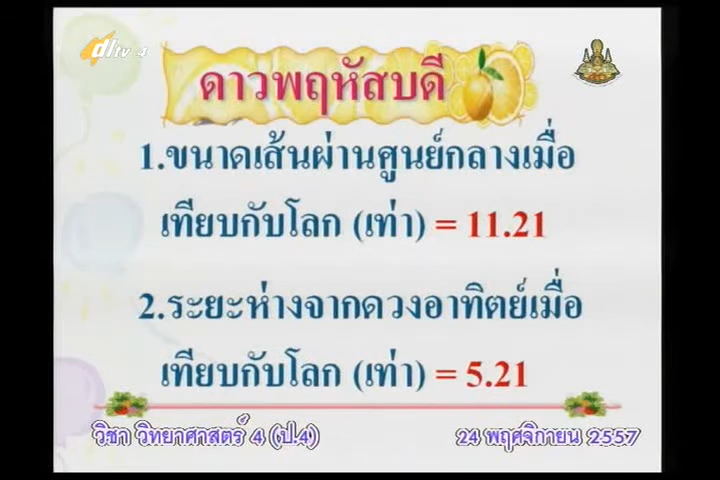 dltv 4
ดาวพฤหัสบดี
1.ขนาดเส้นผ่านศูนย์กลางเมื่อ
เทียบกับโลก (เท่า) = 11.21
2.ระยะห่างจากดวงอาทิตย์เมื่อ
เทียบกับโลก (เท่า) = 5.21
วิชา วิทยาศาสตร์ 4 (ป.4)
24 พฤศจิกายน 2557